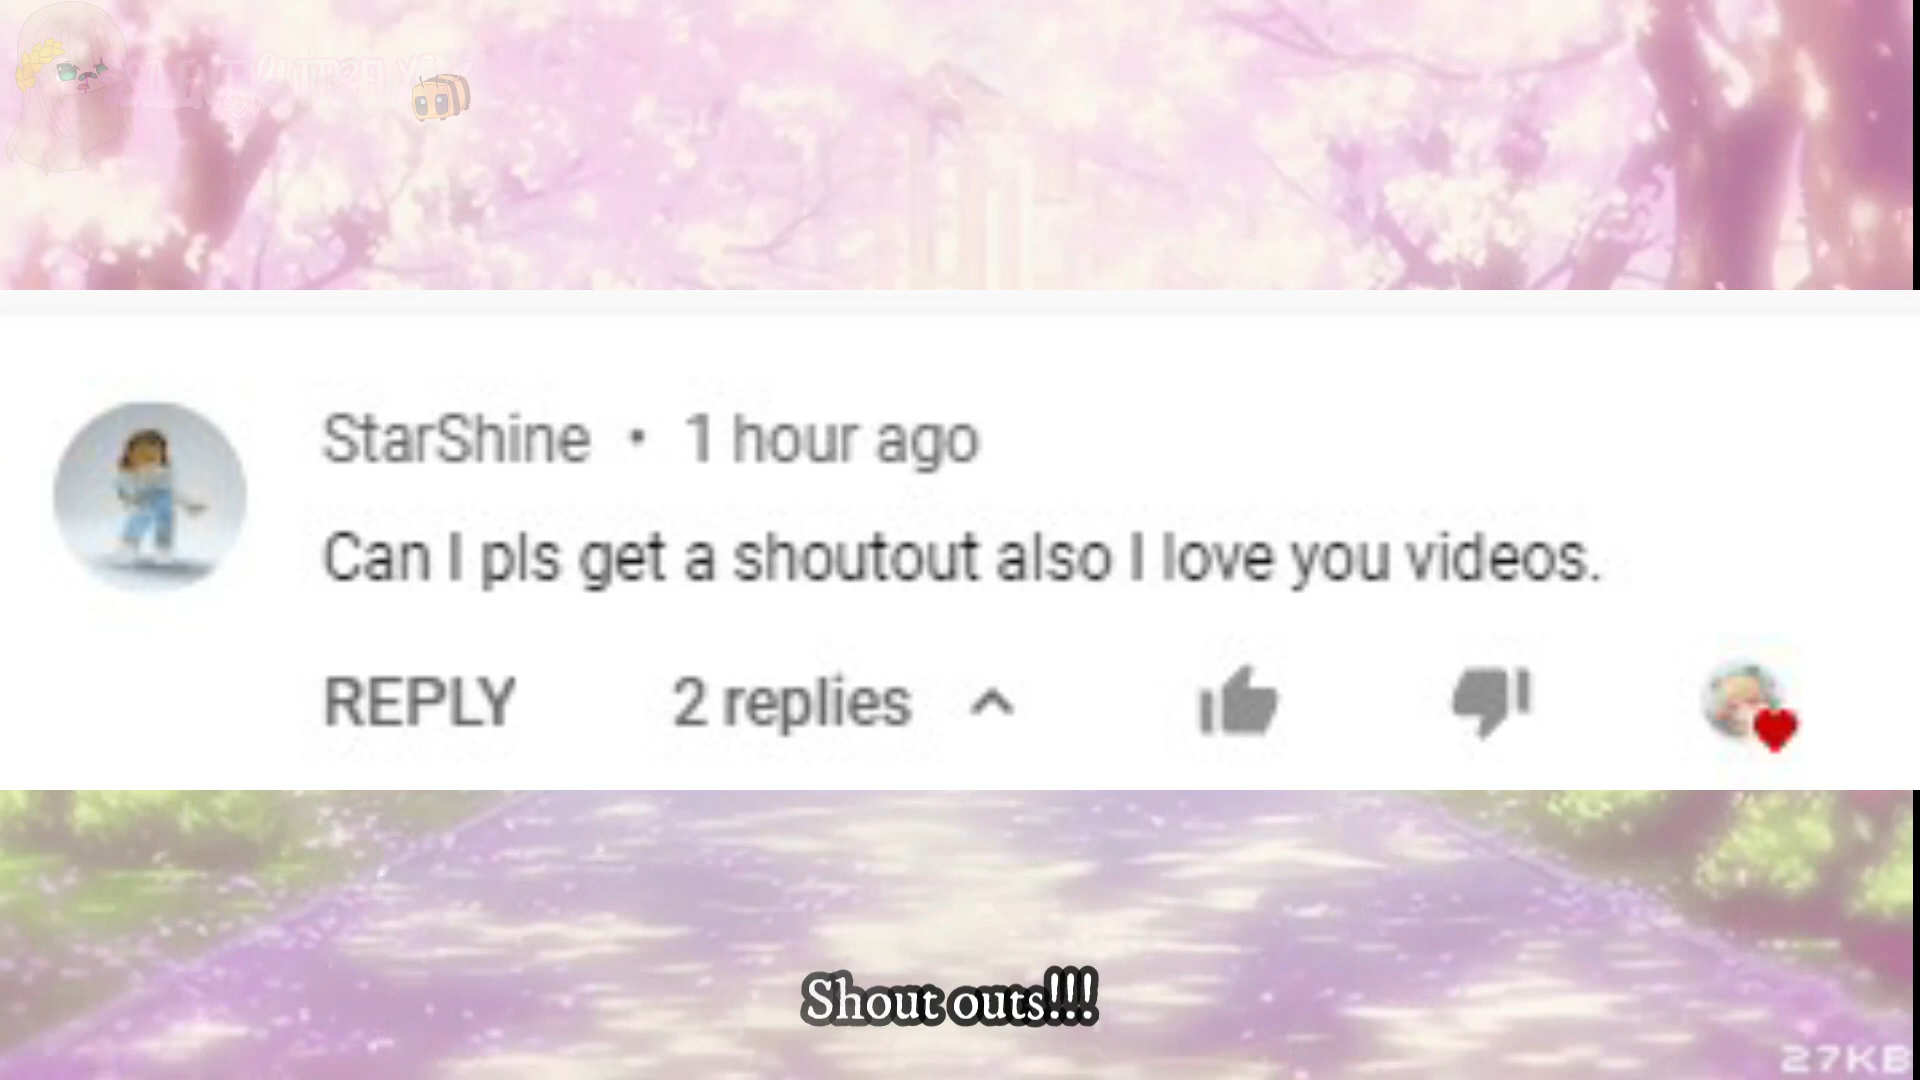 StarShine • 1 hour ago
Can I pls get a shoutout also I love you videos.
REPLY 2 replies
Shout outs!!!
27KB